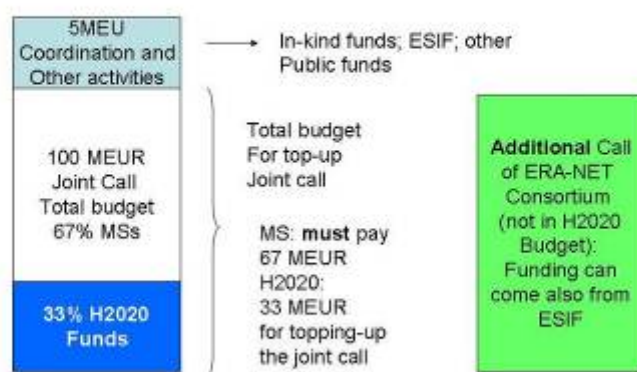 5MEU
Coordination and
Other activities
In-kind funds; ESIF; other
Public funds
100 MEUR
Joint Call
Total budget
67% MSs
33% H2020
Funds
Total budget
For top-up
Joint call
MS: must pay
67 MEUR
H2020:
33 MEUR
for topping-up
the joint call
Additional Call
of ERA-NET
Consortium
(not in H2020
Budget):
Funding can
come also from
ESIF